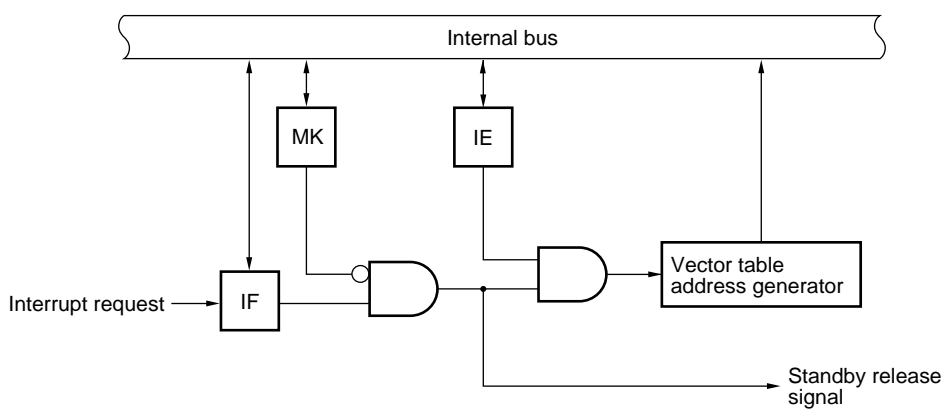 Internal bus
MK
IE
Interrupt request
IF
Vector table
address generator
Standby release
signal